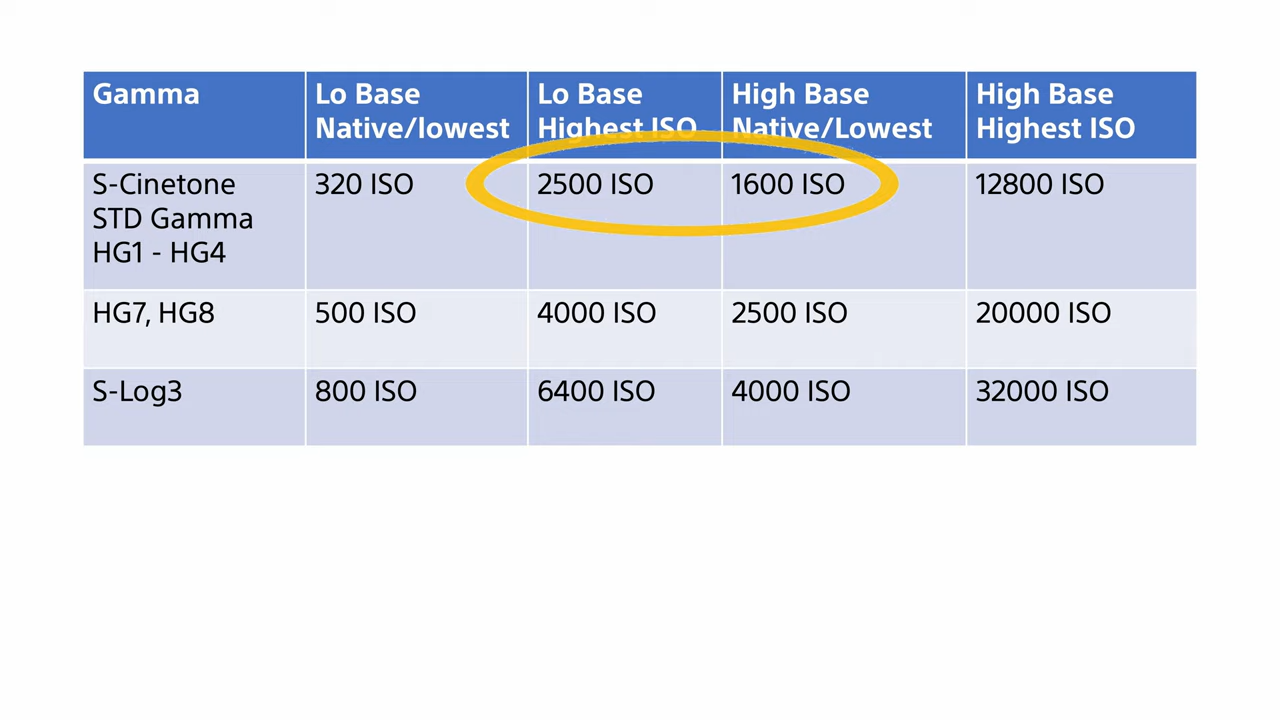 Gamma
Lo Base
Native/lowest
Lo Base
Highest ISO
High Base
Native/Lowest
High Base
Highest ISO
S-Cinetone
STD Gamma
HG1 - HG4
320 ISO
2500 ISO
1600 ISO
12800 ISO
HG7, HG8
500 ISO
4000 ISO
2500 ISO
20000 ISO
S-Log3
800 ISO
6400 ISO
4000 ISO
32000 ISO